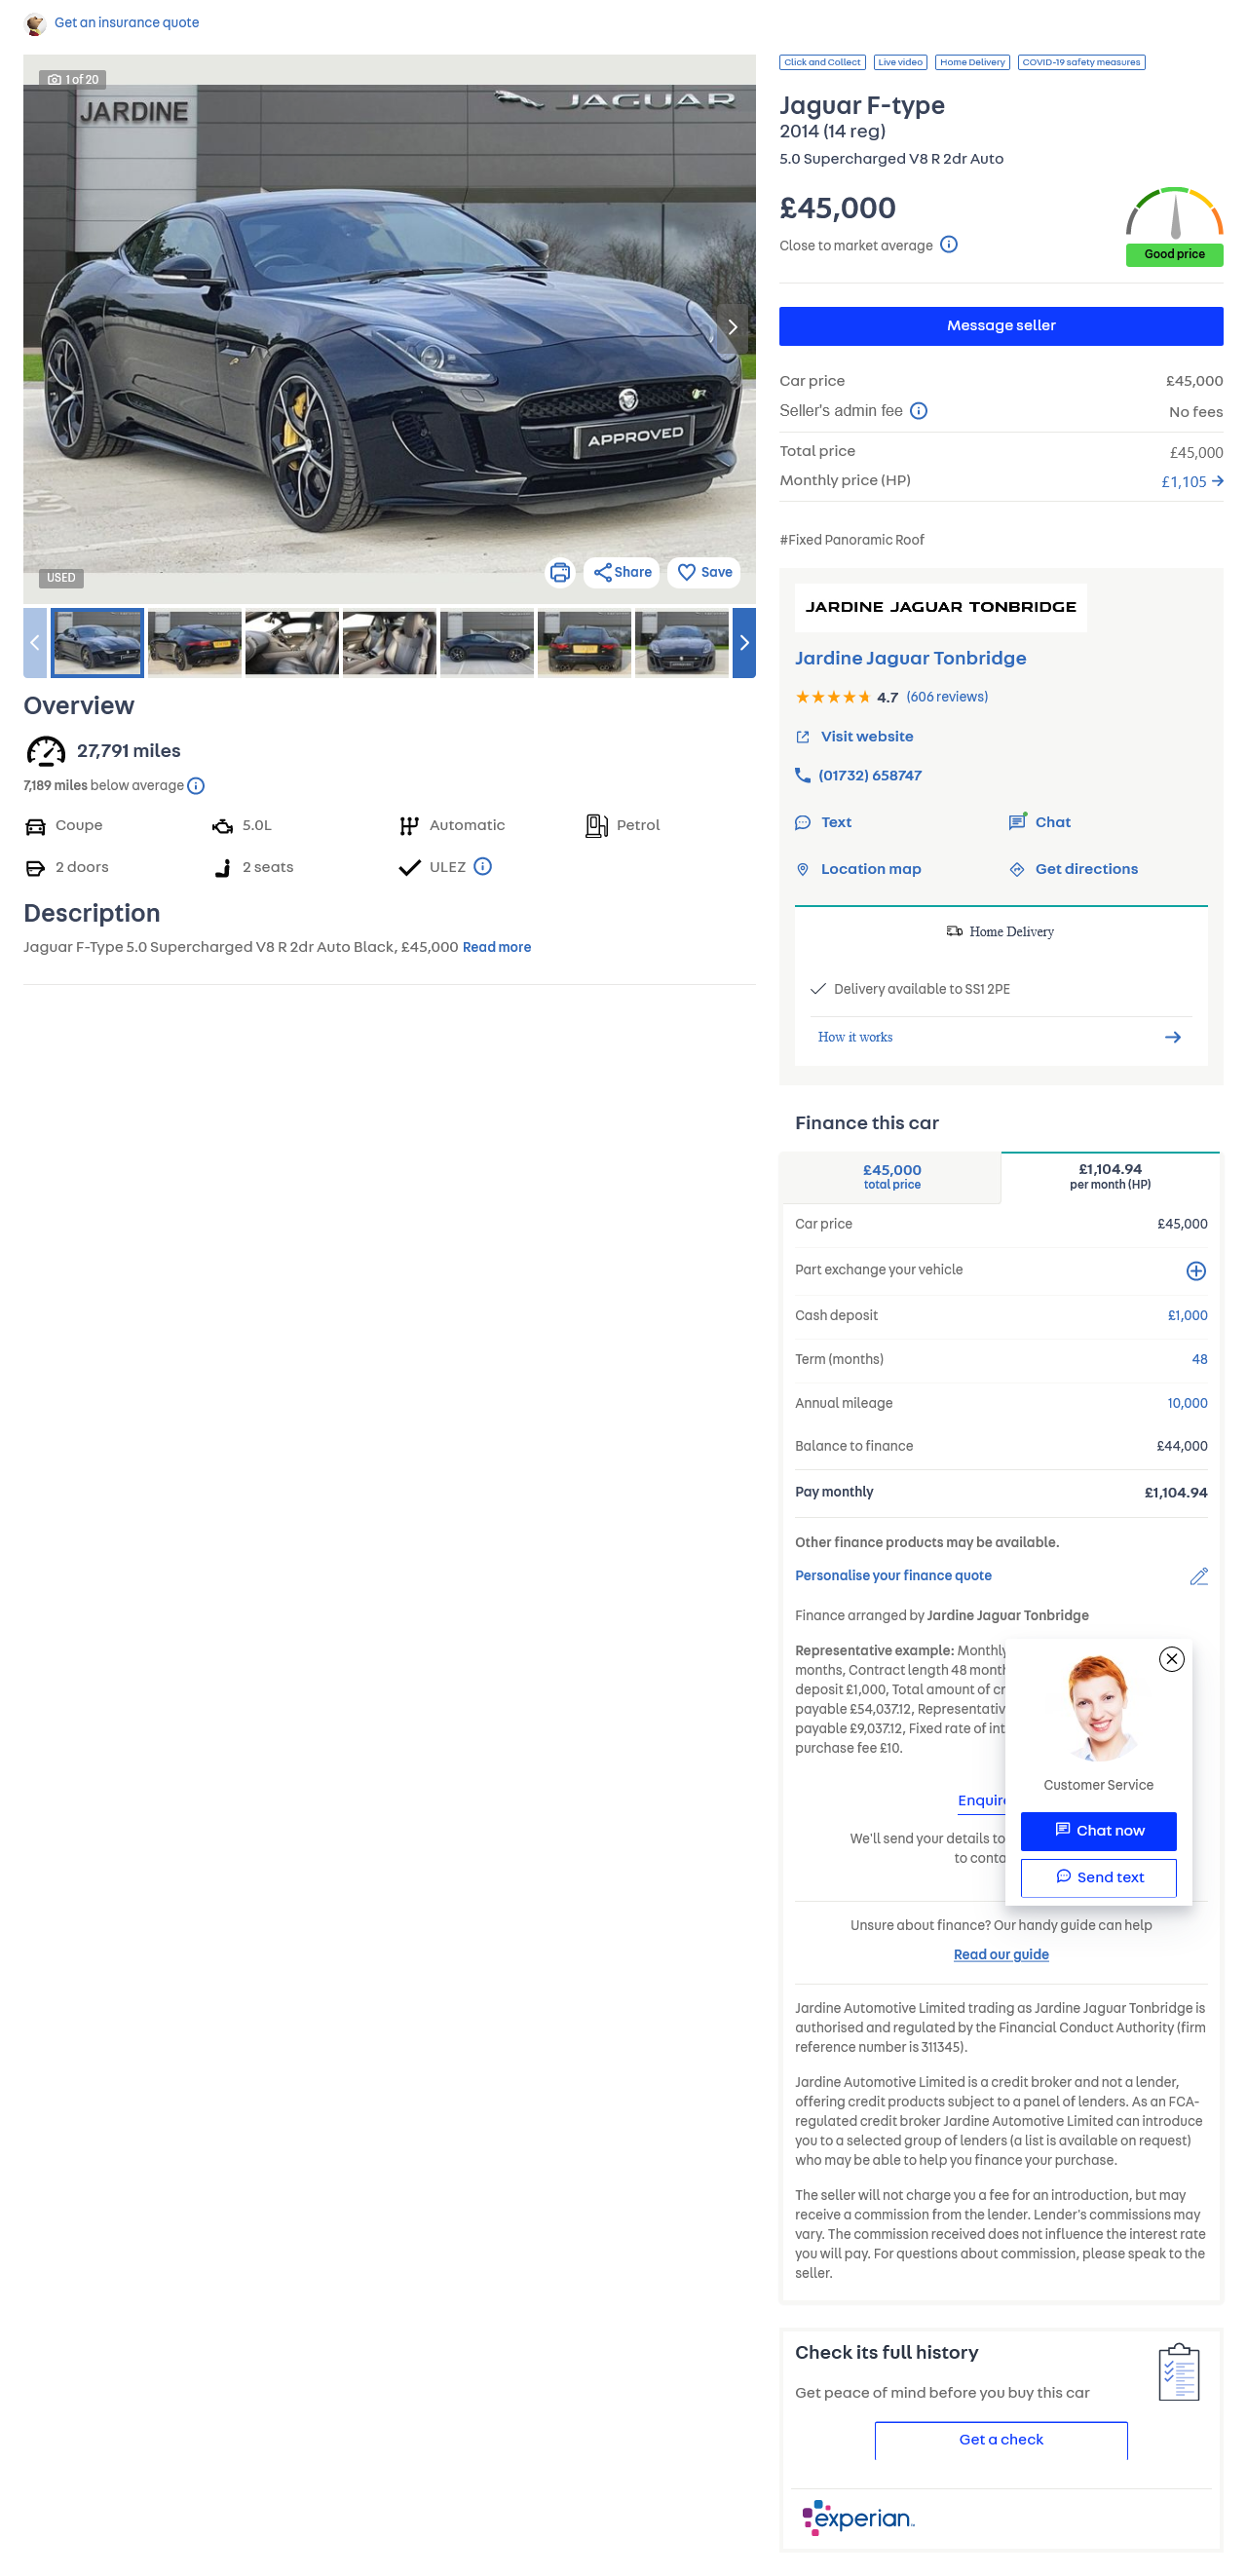 Get an insurance quote
1 of 20
JARDINE
JAGUAR
APPROVED
USED
Share
Save
Overview
27,791 miles
7,189 miles below average
Coupe
5.0L
Automatic
Petrol
2 doors
2 seats
ULEZ
Description
Jaguar F-Type 5.0 Supercharged V8 R 2dr Auto Black, £45,000 Read more
Click and Collect
Live video
Home Delivery
COVID-19 safety measures
Jaguar F-type
2014 (14 reg)
5.0 Supercharged V8 R 2dr Auto
£45,000
Close to market average
Good price
Message seller
Car price £45,000
Seller's admin fee No fees
Total price £45,000
Monthly price (HP) £1,105
#Fixed Panoramic Roof
JARDINE JAGUAR TONBRIDGE
Jardine Jaguar Tonbridge
4.7 (606 reviews)
Visit website
(01732) 658747
Text
Chat
Location map
Get directions
Home Delivery
Delivery available to SS1 2PE
How it works
Finance this car
£45,000
total price
£1,104.94
per month (HP)
Car price £45,000
Part exchange your vehicle
Cash deposit £1,000
Term (months) 48
Annual mileage 10,000
Balance to finance £44,000
Pay monthly £1,104.94
Other finance products may be available.
Personalise your finance quote
Finance arranged by Jardine Jaguar Tonbridge
Representative example: Monthly
months, Contract length 48 month
deposit £1,000, Total amount of cr
payable £54,037.12, Representativ
payable £9,037.12, Fixed rate of int
purchase fee £10.
Enquire
We'll send your details to
to conta
Customer Service
Chat now
Send text
Unsure about finance? Our handy guide can help
Read our guide
Jardine Automotive Limited trading as Jardine Jaguar Tonbridge is
authorised and regulated by the Financial Conduct Authority (firm
reference number is 311345).
Jardine Automotive Limited is a credit broker and not a lender,
offering credit products subject to a panel of lenders. As an FCA-
regulated credit broker Jardine Automotive Limited can introduce
you to a selected group of lenders (a list is available on request)
who may be able to help you finance your purchase.
The seller will not charge you a fee for an introduction, but may
receive a commission from the lender. Lender's commissions may
vary. The commission received does not influence the interest rate
you will pay. For questions about commission, please speak to the
seller.
Check its full history
Get peace of mind before you buy this car
Get a check
experian